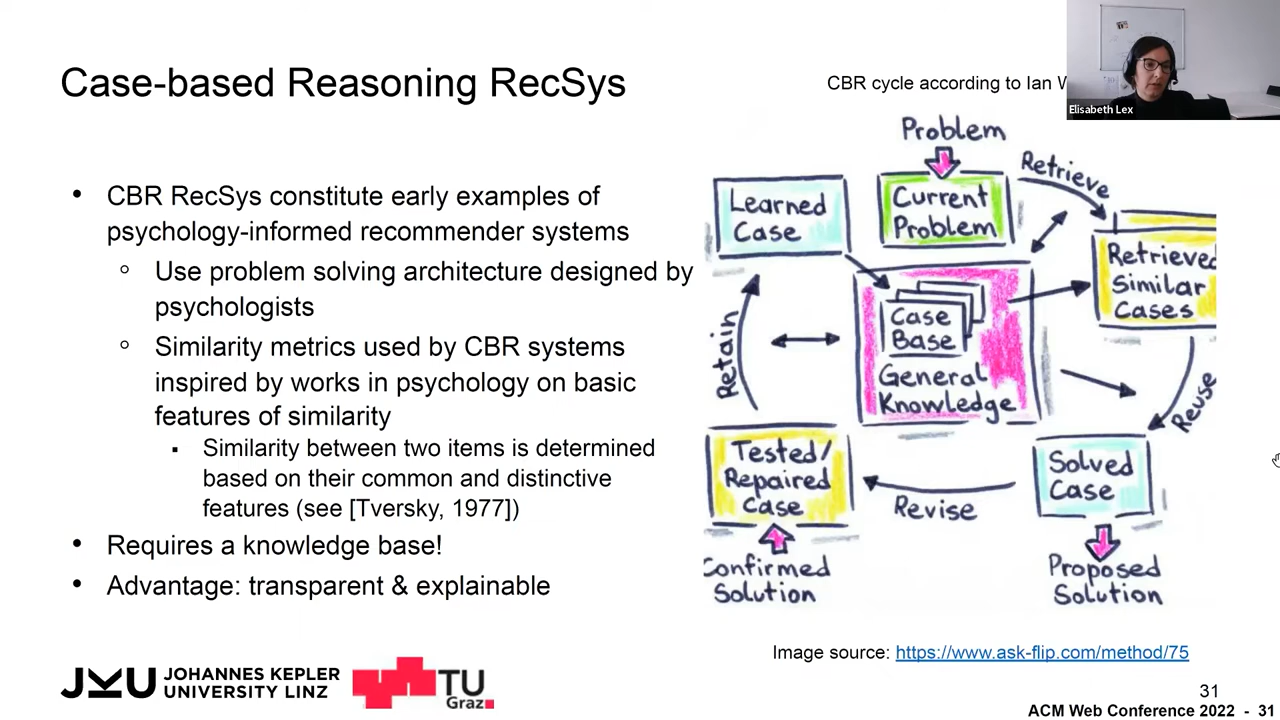 Case-based Reasoning RecSys
CBR cycle according to Ian
Elisabeth Lex
• CBR RecSys constitute early examples of
psychology-informed recommender systems
○ Use problem solving architecture designed by
psychologists
○ Similarity metrics used by CBR systems
inspired by works in psychology on basic
features of similarity
▪ Similarity between two items is determined
based on their common and distinctive
features (see [Tversky, 1977])
• Requires a knowledge base!
• Advantage: transparent & explainable
Problem
Retrieve
Learned
Case
Current
Problem
Retrieved
Similar
Cases
Case
Base
General
Knowledge
Retain
Reuse
Tested/
Repaired
Case
Revise
Solved
Case
Confirmed
Solution
Proposed
Solution
Image source: https://www.ask-flip.com/method/75
JKU JOHANNES KEPLER
UNIVERSITY LINZ
TU
Graz
31
ACM Web Conference 2022 - 31